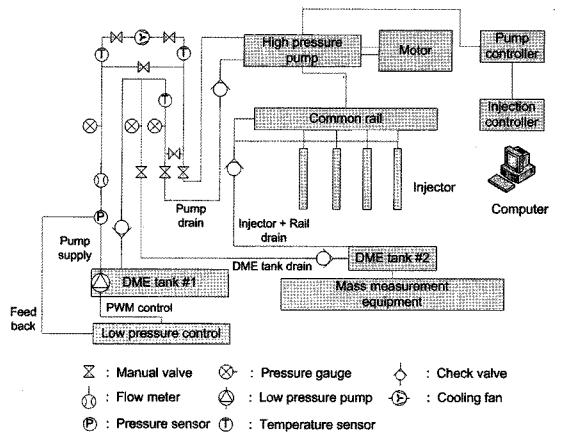 High pressure
pump
Motor
Pump
controller
T
T
T
Common rail
Injection
controller
Injector
Computer
P
Pump
drain
Injector + Rail
drain
Pump
supply
DME tank #1
DME tank drain
DME tank #2
PWM control
Mass measurement
equipment
Feed
back
Low pressure control
: Manual valve
: Pressure gauge
: Check valve
: Flow meter
: Low pressure pump
: Cooling fan
P : Pressure sensor
T : Temperature sensor